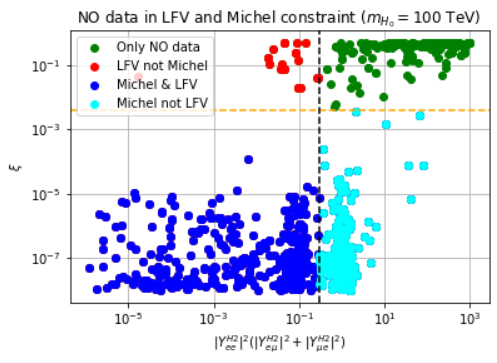 NO data in LFV and Michel constraint (m_{H_0} = 100 TeV)
Only NO data
LFV not Michel
Michel & LFV
Michel not LFV
10^{-1}
10^{-3}
10^{-5}
10^{-7}
ξ
10^{-5} 10^{-3} 10^{-1} 10^{1} 10^{3}
|Y_{ee}^{H2}|^2(|Y_{eμ}^{H2}|^2 + |Y_{μe}^{H2}|^2)